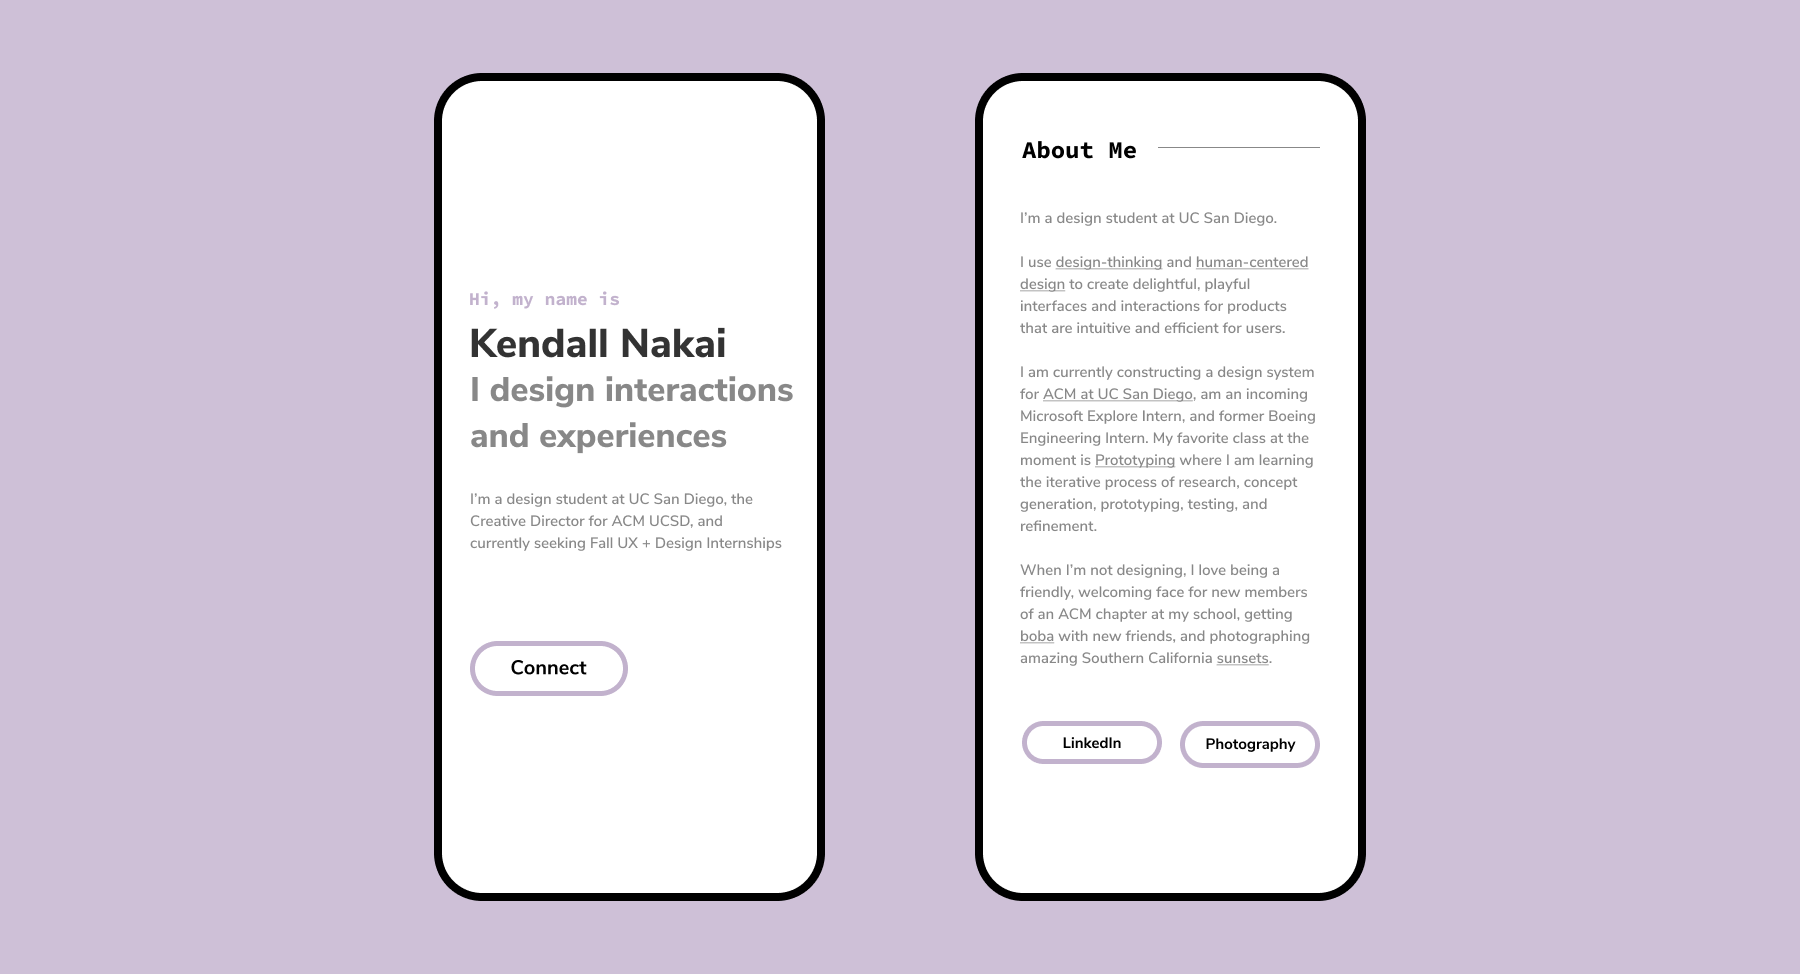 Hi, my name is
Kendall Nakai
I design interactions
and experiences
I'm a design student at UC San Diego, the
Creative Director for ACM UCSD, and
currently seeking Fall UX + Design Internships
Connect
About Me
I'm a design student at UC San Diego.
I use design-thinking and human-centered
design to create delightful, playful
interfaces and interactions for products
that are intuitive and efficient for users.
I am currently constructing a design system
for ACM at UC San Diego, am an incoming
Microsoft Explore Intern, and former Boeing
Engineering Intern. My favorite class at the
moment is Prototyping where I am learning
the iterative process of research, concept
generation, prototyping, testing, and
refinement.
When I'm not designing, I love being a
friendly, welcoming face for new members
of an ACM chapter at my school, getting
boba with new friends, and photographing
amazing Southern California sunsets.
LinkedIn
Photography